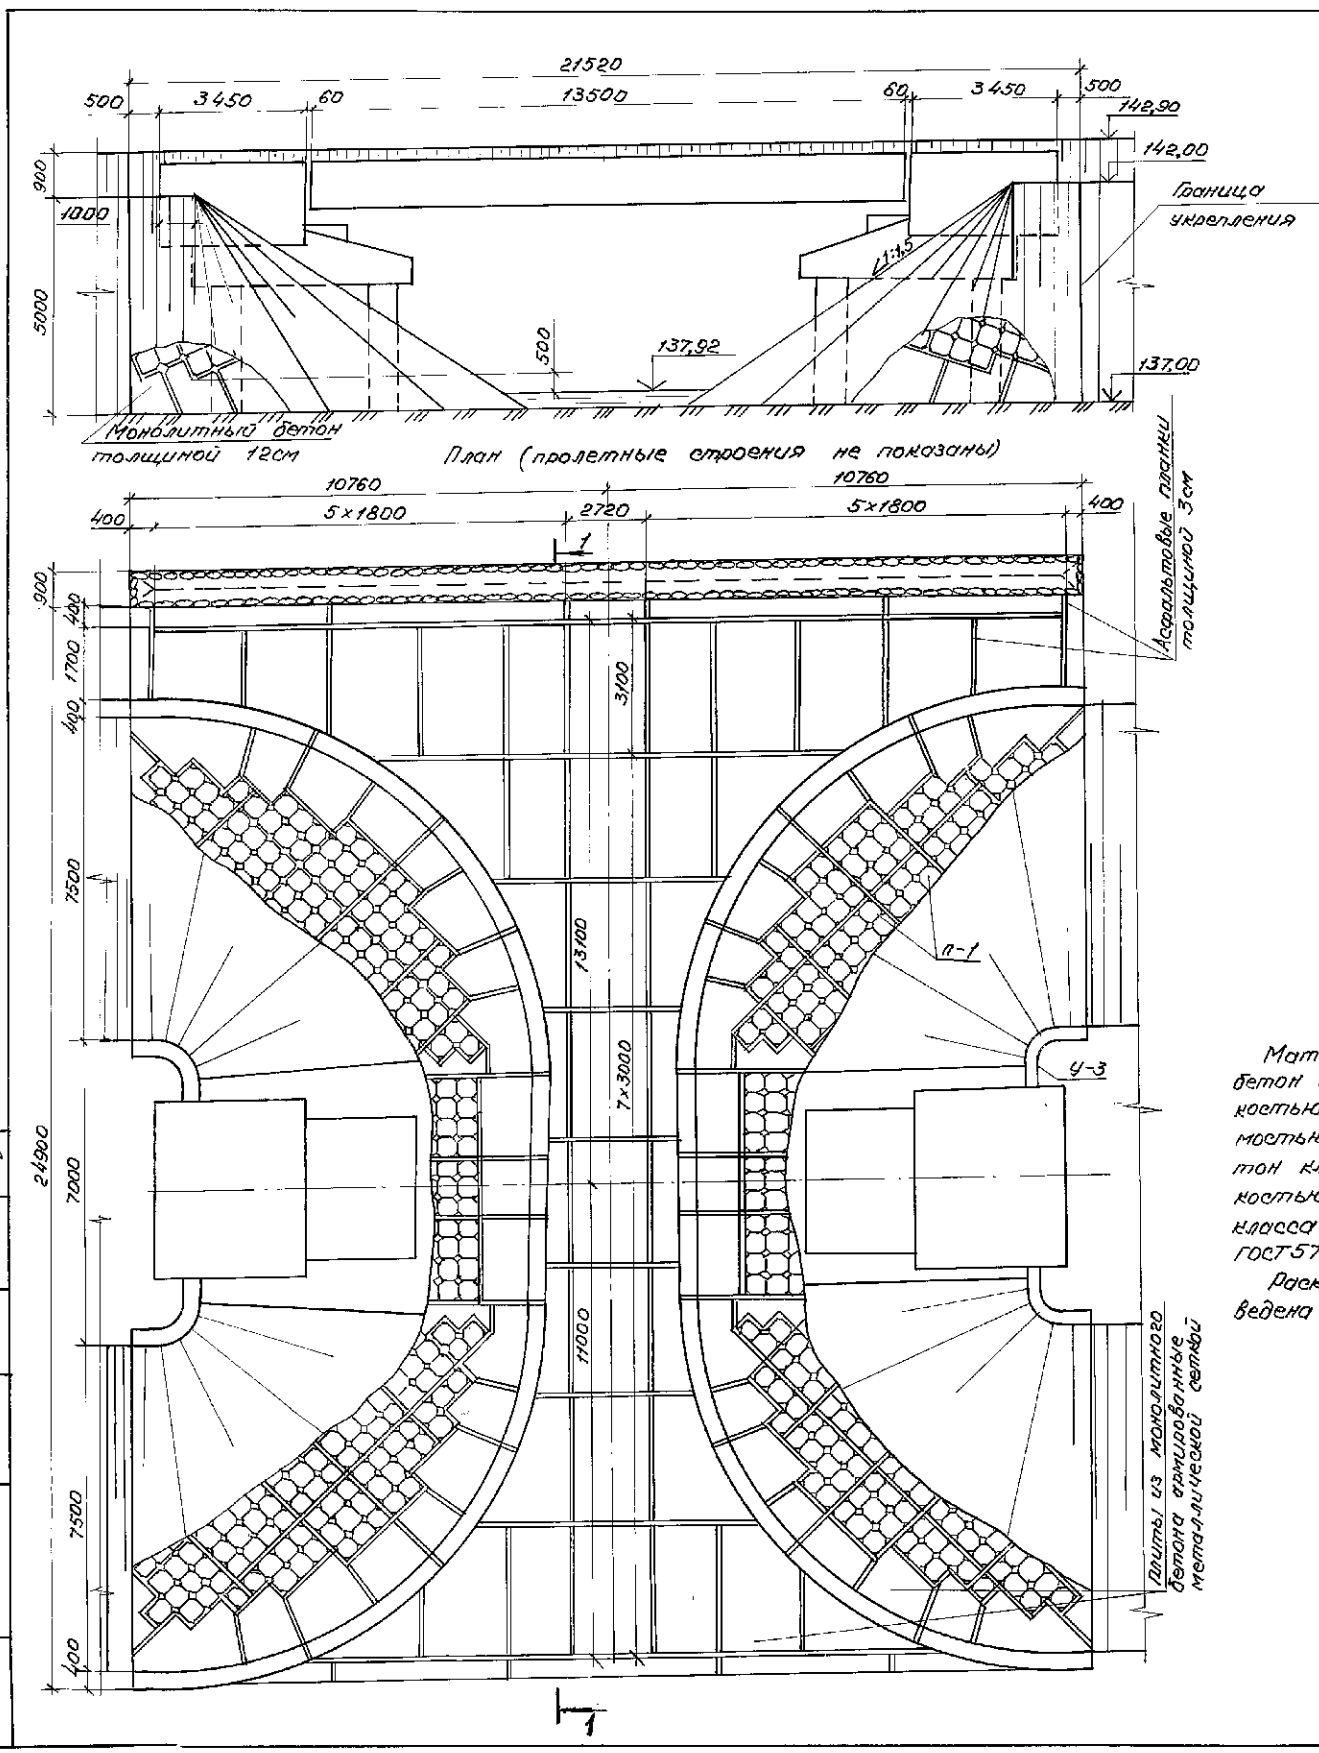 21520
500 3450 60 13500 60 3450 500
142,90
142,00
900
1000
5000
Граница
укрепления
1:1,5
500
137,92
137,00
Монолитный бетон
толщиной 12см
План (пролетные строения не показаны)
10760 10760
400 5×1800 2720 5×1800 400
Асфальтовые планки
толщиной 3см
1
900
400
1700
400
3100
7500
13100
п-1
7×3000
У-3
24900
7000
11000
7500
400
Мат
бетон
костью
мостью
тон кл
костью
класса
ГОСТ 57
Раск
ведена
Плиты из монолитного
бетона армированные
металлической сеткой
1